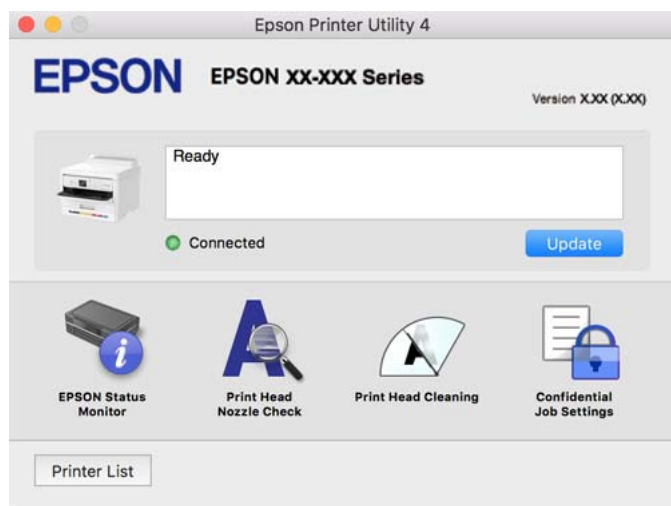 Epson Printer Utility 4
EPSON
EPSON XX-XXX Series
Version X.XX (X.XX)
Ready
Connected
Update
EPSON Status
Monitor
Print Head
Nozzle Check
Print Head Cleaning
Confidential
Job Settings
Printer List